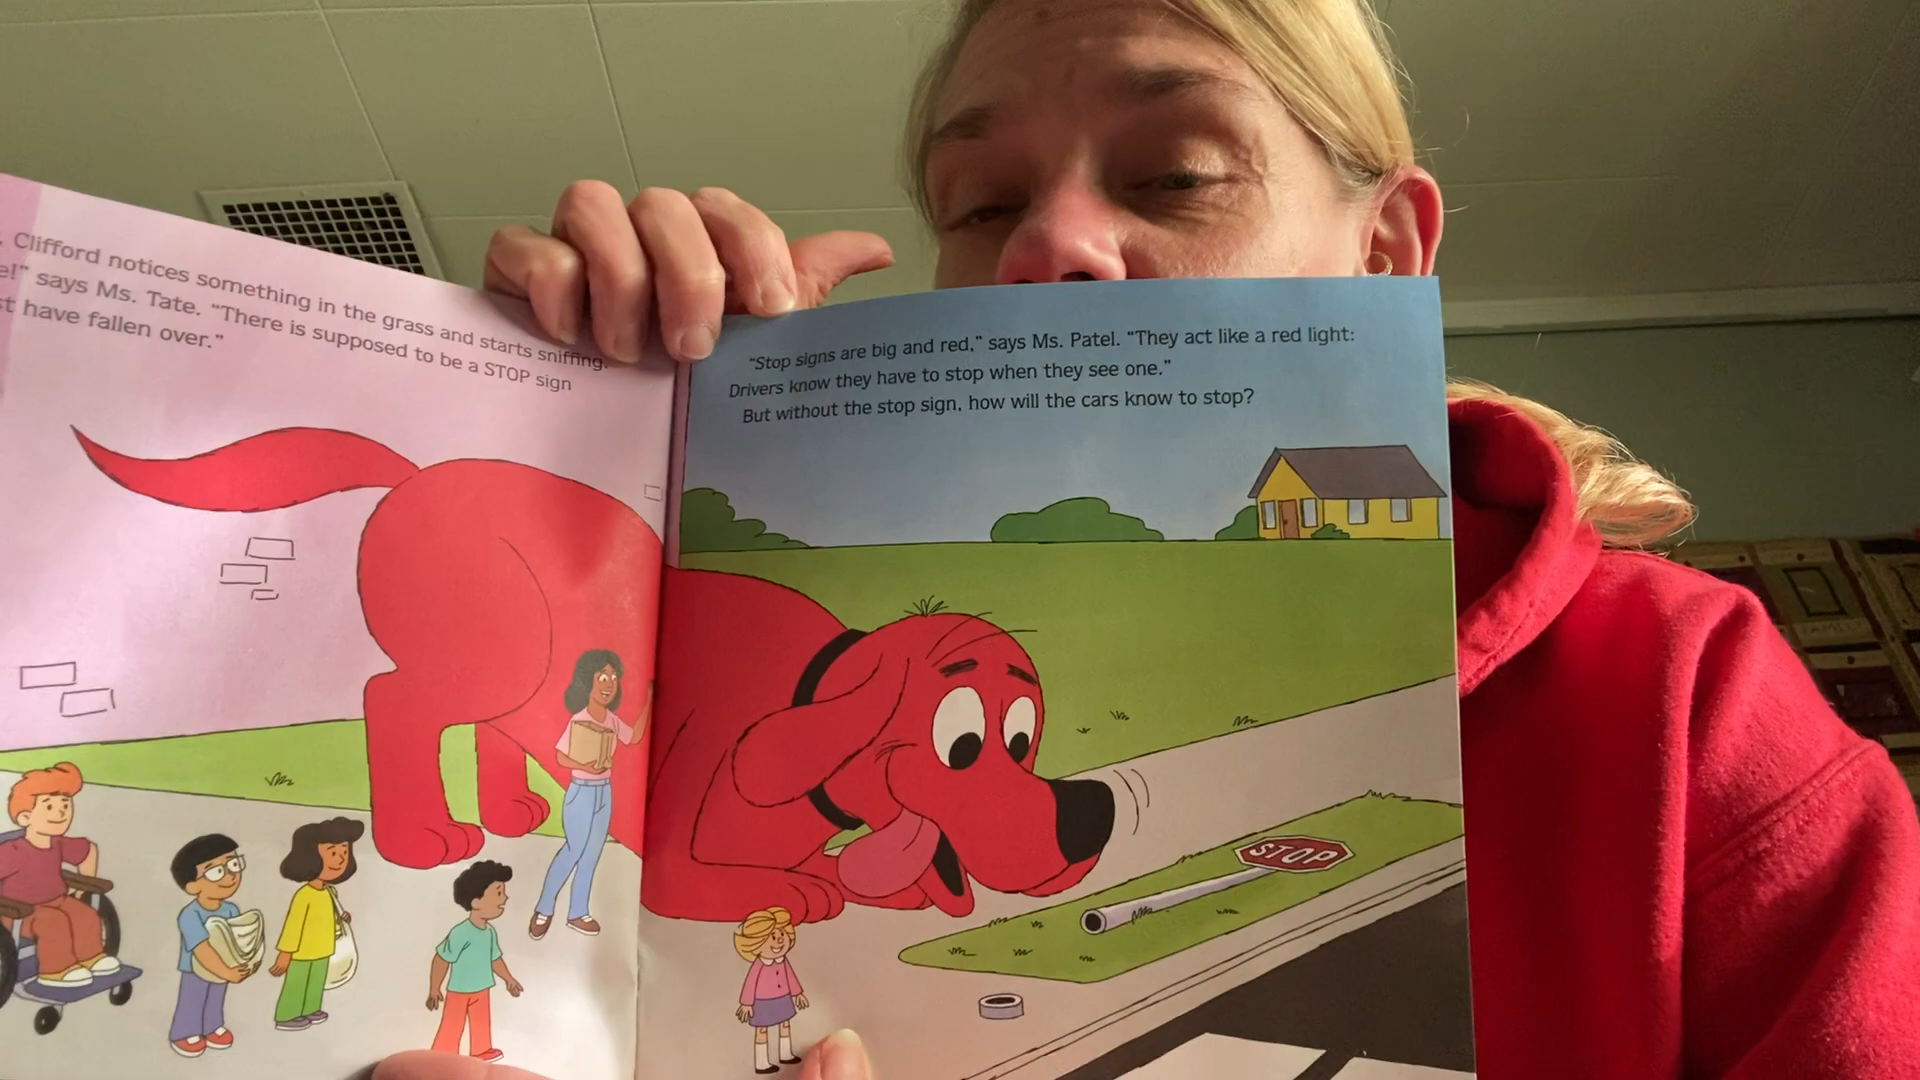 Clifford notices something in the grass and starts sniffing.
says Ms. Tate. “There is supposed to be a STOP sign
have fallen over.”
“Stop signs are big and red,” says Ms. Patel. “They act like a red light:
Drivers know they have to stop when they see one.”
But without the stop sign, how will the cars know to stop?
STOP